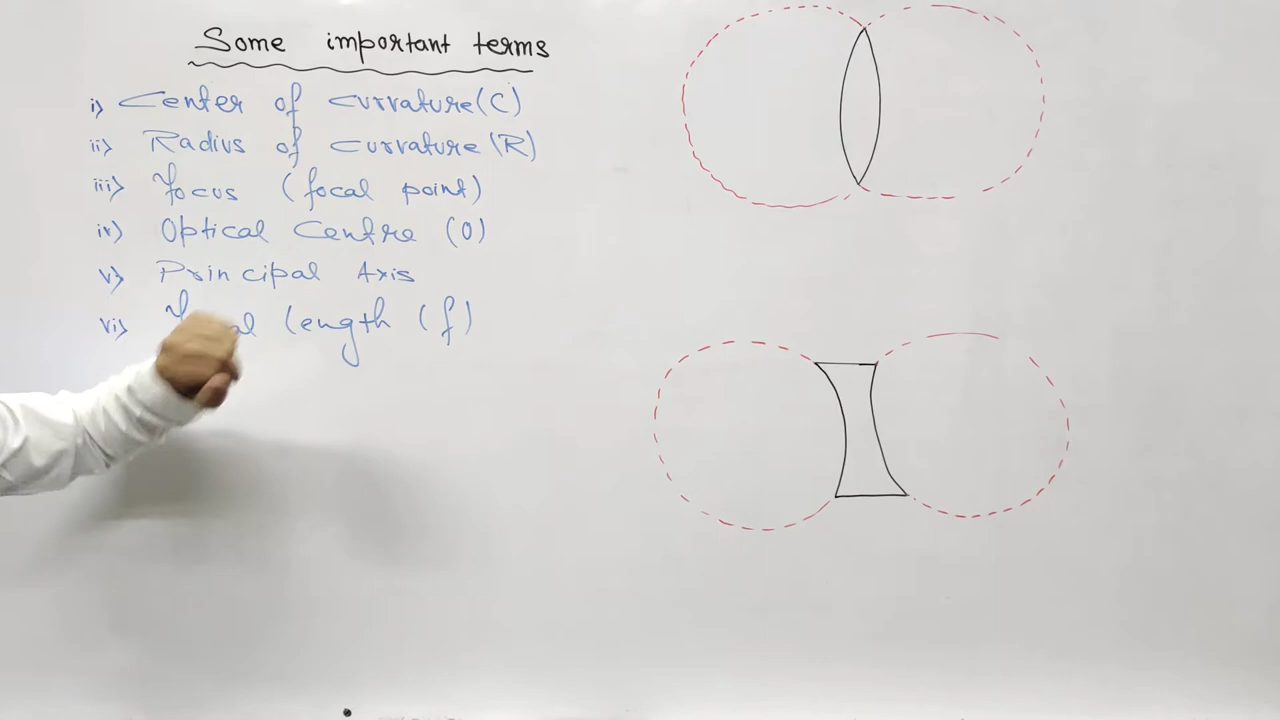 Some important terms
i) Center of Curvature (C)
ii) Radius of Curvature (R)
iii) Focus (focal point)
iv) Optical Centre (O)
v) Principal Axis
vi) length (f)